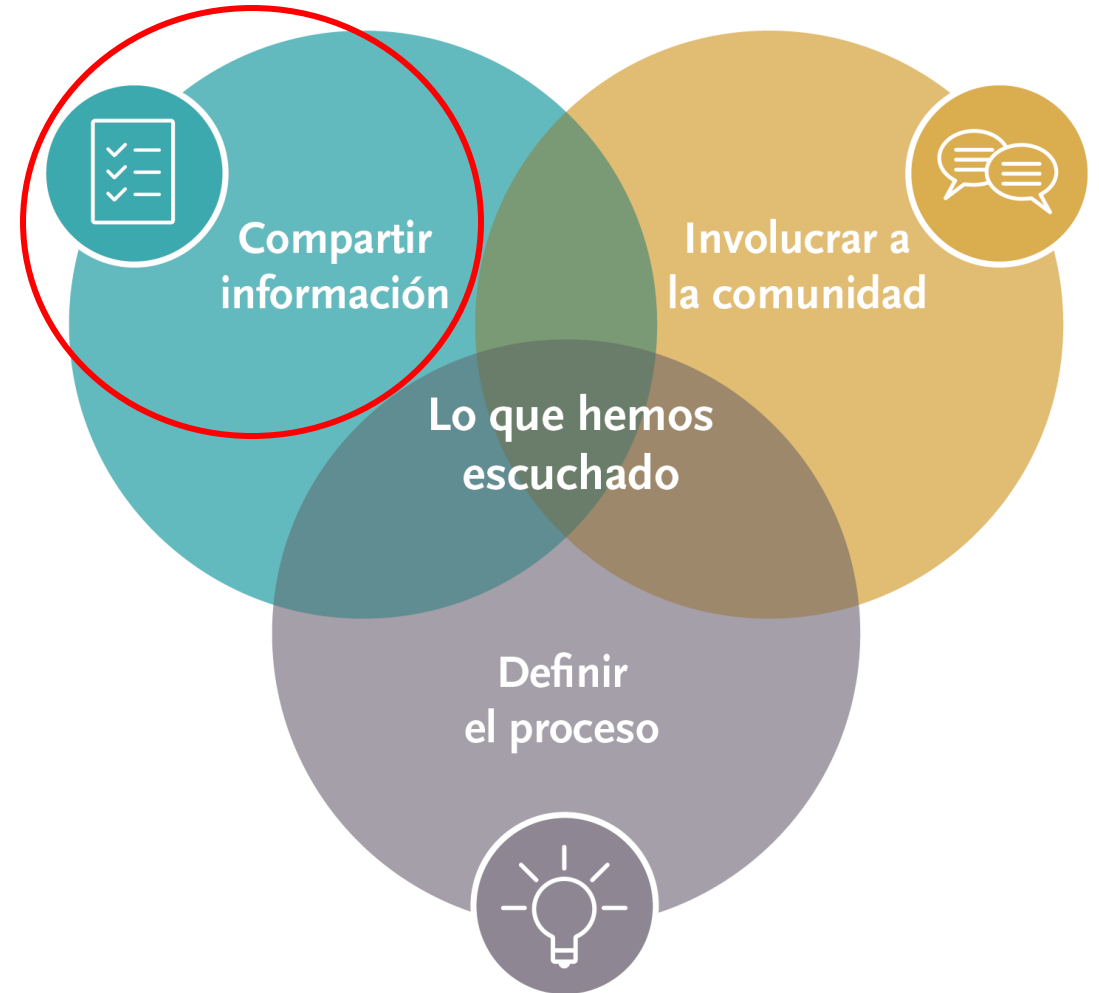 Compartir
información
Involucrar a
la comunidad
Lo que hemos
escuchado
Definir
el proceso